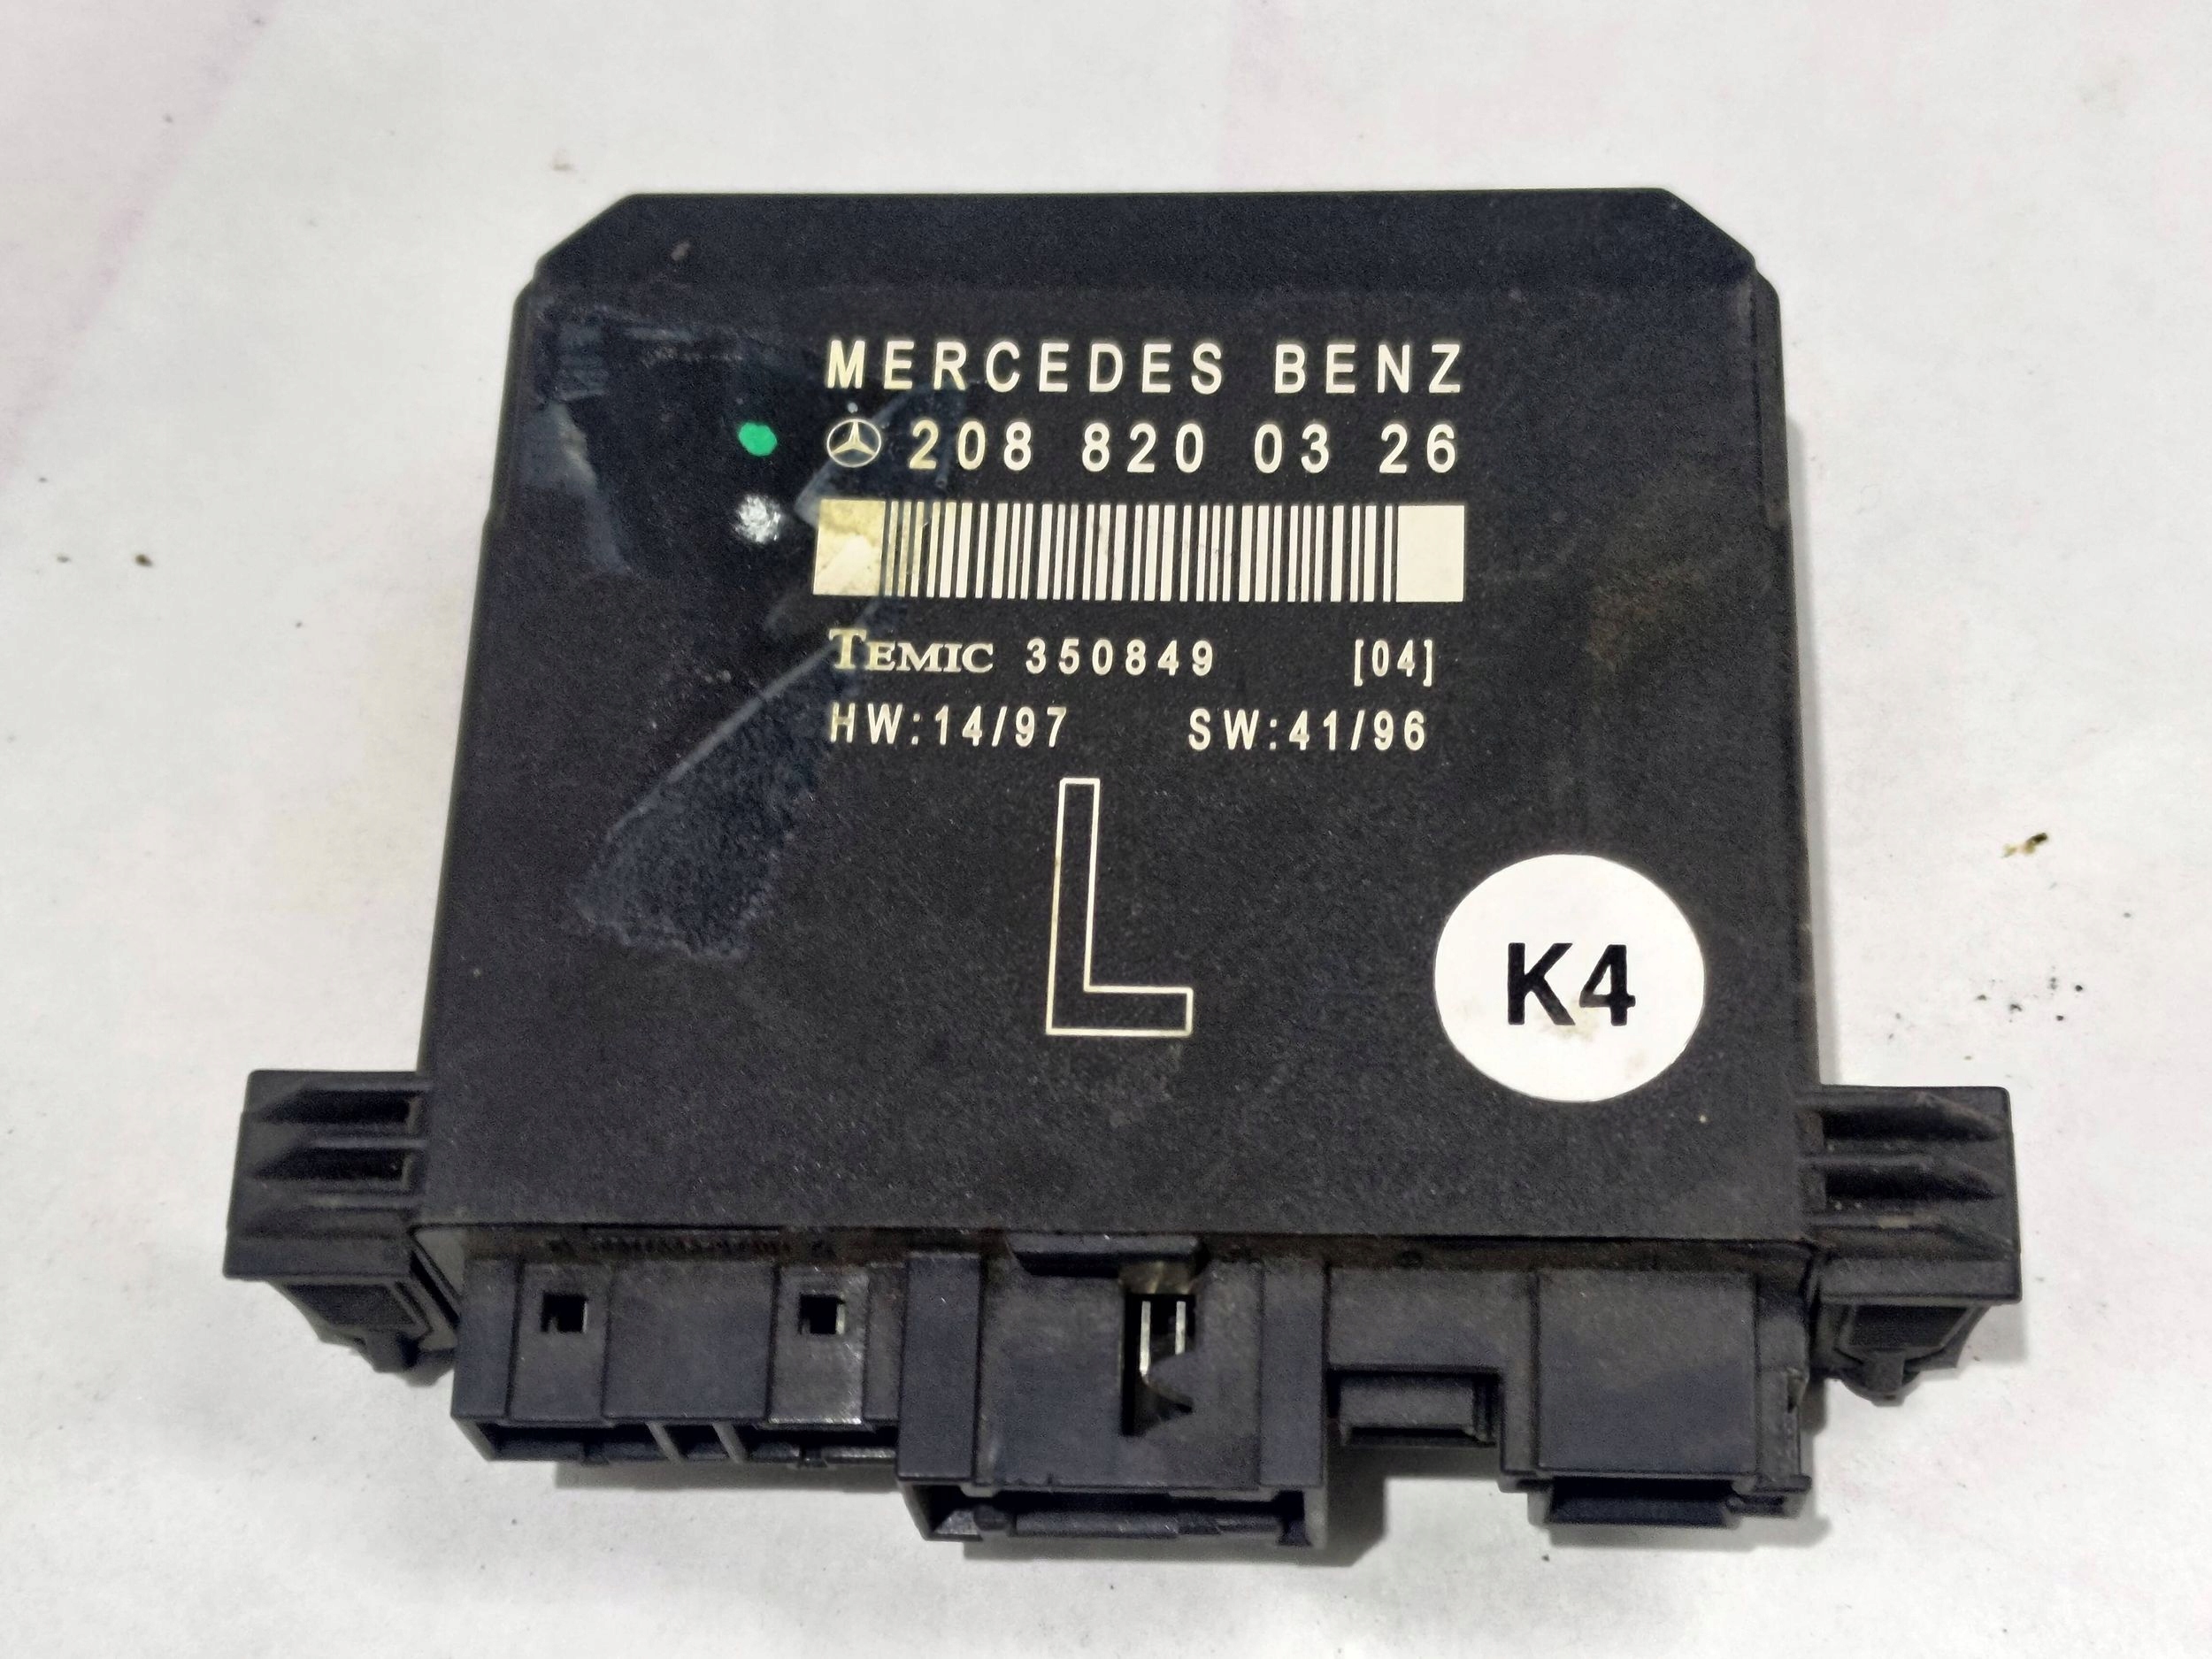 MERCEDES BENZ
208 820 03 26
TEMIC 350849 [04]
HW:14/97 SW:41/96
L
K4